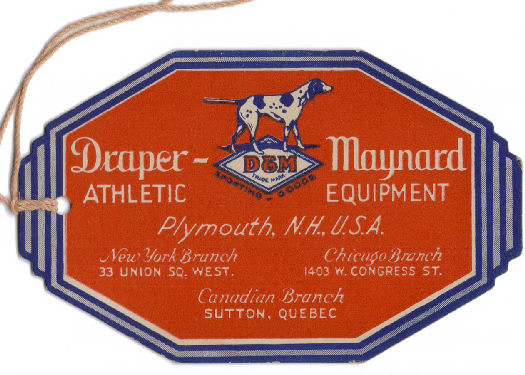 D&M
TRADE MARK
SPORTING - GOODS
Draper - Maynard
ATHLETIC EQUIPMENT
Plymouth, N.H., U.S.A.
New York Branch Chicago Branch
33 UNION SQ. WEST. 1403 W. CONGRESS ST.
Canadian Branch
SUTTON, QUEBEC